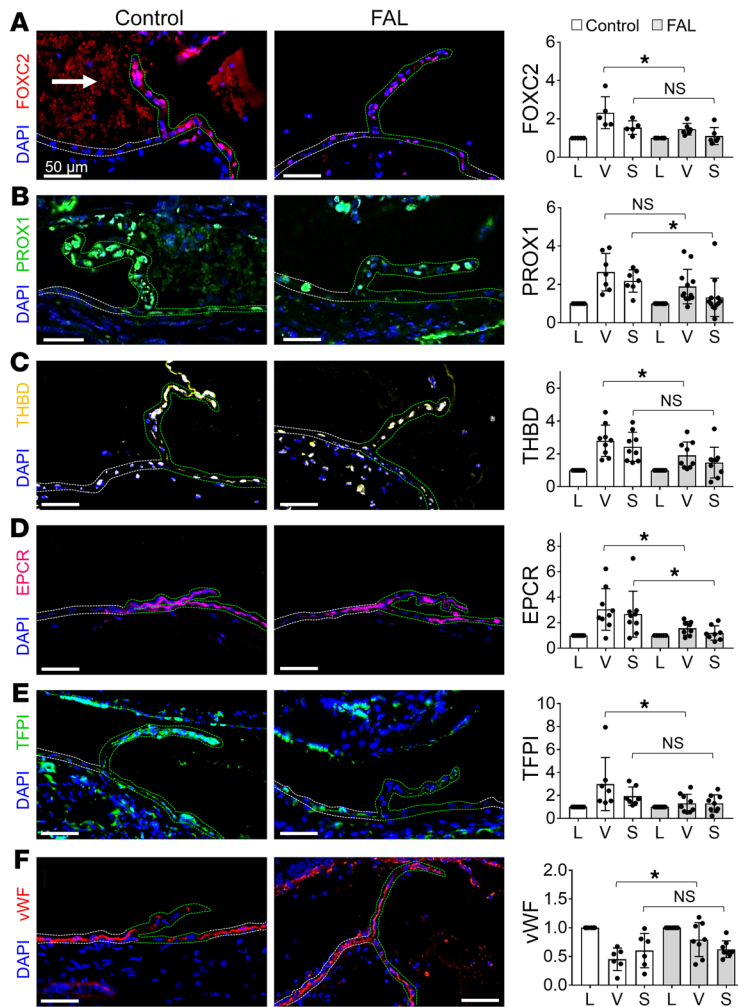 Control FAL
A
DAPI FOXC2
50 µm
Control FAL
FOXC2
6
4
2
0
*
NS
L V S L V S
B
DAPI PROX1
PROX1
6
4
2
0
NS
*
L V S L V S
C
DAPI THBD
THBD
6
4
2
0
*
NS
L V S L V S
D
DAPI EPCR
EPCR
8
6
4
2
0
*
*
L V S L V S
E
DAPI TFPI
TFPI
10
8
6
4
2
0
*
NS
L V S L V S
F
DAPI vWF
vWF
2.0
1.5
1.0
0.5
0
*
NS
L V S L V S